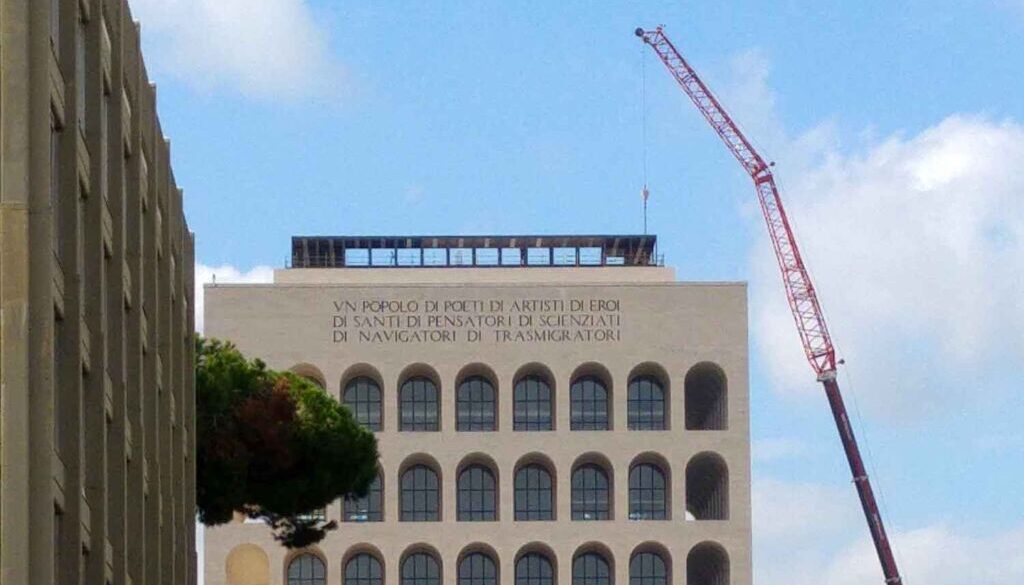 VN POPOLO DI POETI DI ARTISTI DI EROI
DI SANTI DI PENSATORI DI SCIENZIATI
DI NAVIGATORI DI TRASMIGRATORI